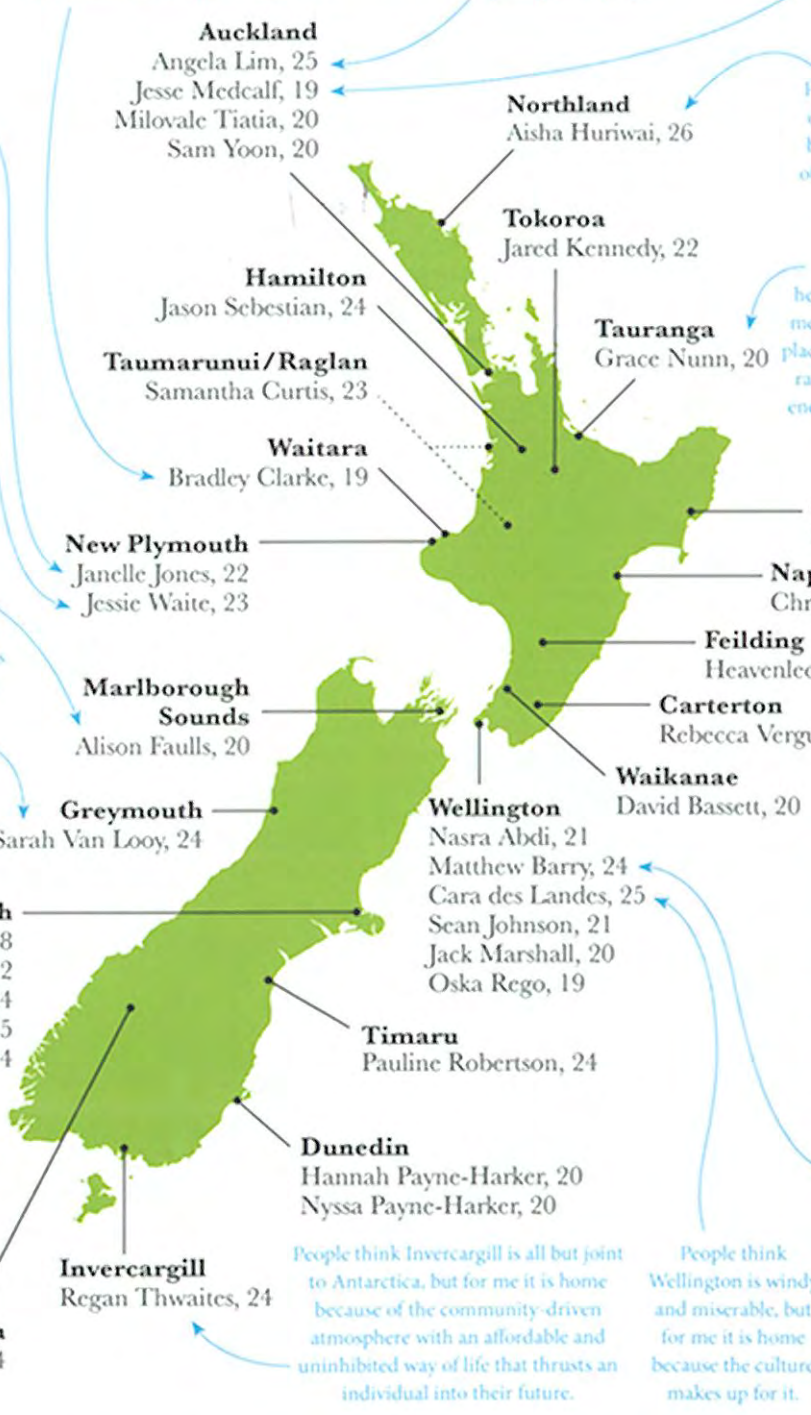 Auckland
Angela Lim, 25
Jesse Medcalf, 19
Milovale Tiatia, 20
Sam Yoon, 20
Northland
Aisha Huriwai, 26
Tokoroa
Jared Kennedy, 22
Hamilton
Jason Sebestian, 24
Tauranga
Grace Nunn, 20
Taumarunui/Raglan
Samantha Curtis, 23
Waitara
Bradley Clarke, 19
New Plymouth
Janelle Jones, 22
Jessie Waite, 23
Feilding
Marlborough
Sounds
Alison Faulls, 20
Carterton
Rebecca
Waikanae
David Bassett, 20
Greymouth
Sarah Van Looy, 24
Wellington
Nasra Abdi, 21
Matthew Barry, 24
Cara des Landes, 25
Sean Johnson, 21
Jack Marshall, 20
Oska Rego, 19
h
8
2
4
5
4
Timaru
Pauline Robertson, 24
Dunedin
Hannah Payne-Harker, 20
Nyssa Payne-Harker, 20
Invercargill
Regan Thwaites, 24
People think Invercargill is all but joint
to Antarctica, but for me it is home
because of the community-driven
atmosphere with an affordable and
uninhibited way of life that thrusts an
individual into their future.
People think
Wellington is windy
and miserable, but
for me it is home
because the culture
makes up for it.